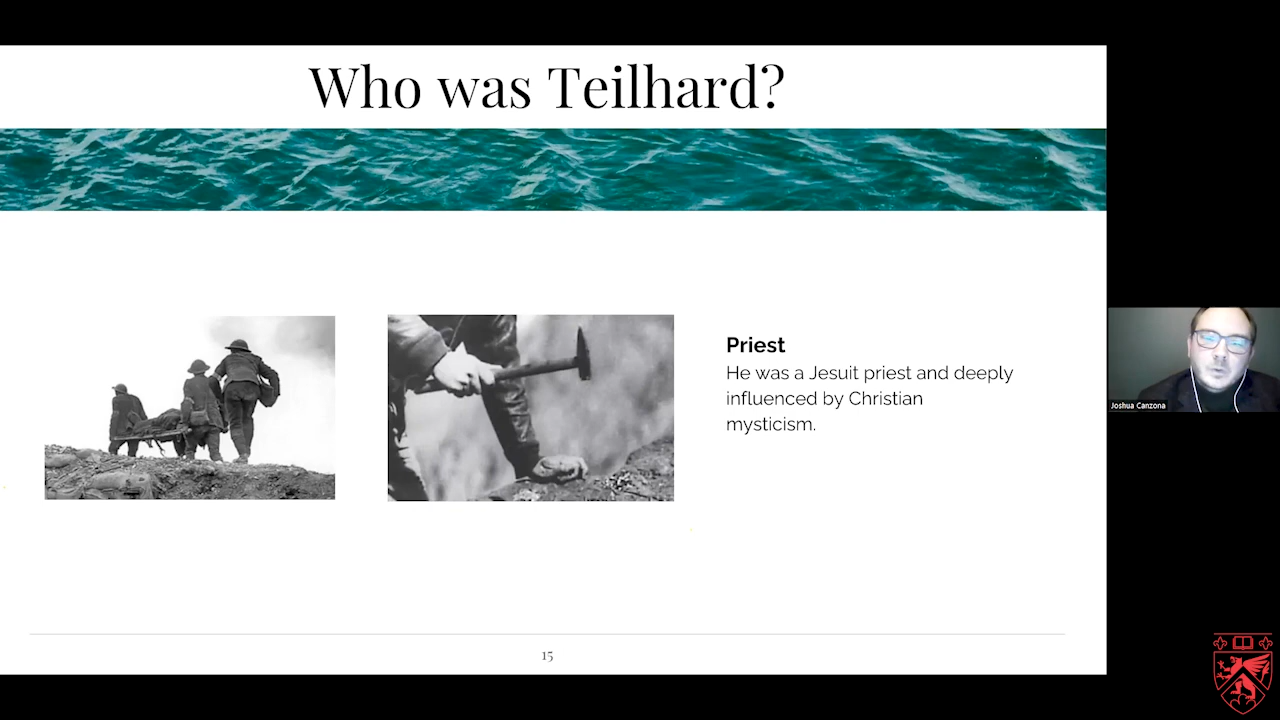 Who was Teilhard?
Priest
He was a Jesuit priest and deeply
influenced by Christian
mysticism.
Joshua Canzona
15